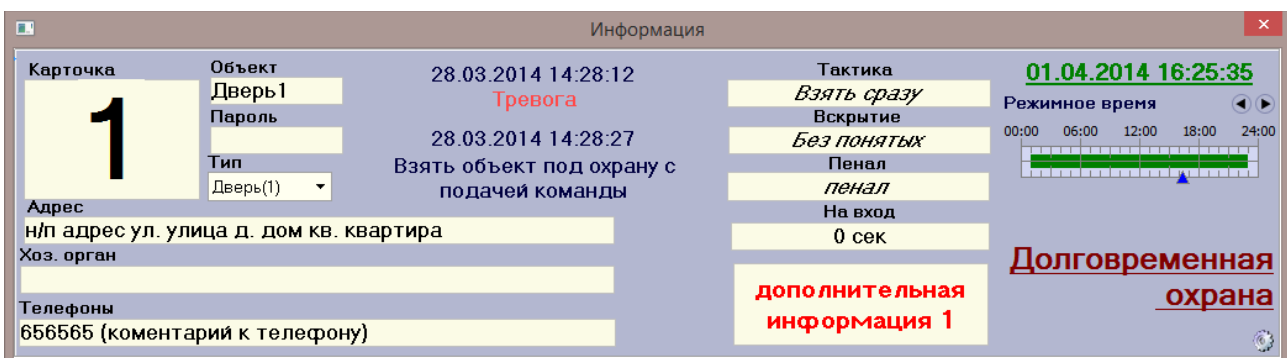 Информация
Карточка
1
Объект
Дверь1
Пароль
Тип
Дверь(1)
28.03.2014 14:28:12
Тревога
28.03.2014 14:28:27
Взять объект под охрану с
подачей команды
Адрес
н/п адрес ул. улица д. дом кв. квартира
Хоз. орган
Телефоны
656565 (коментарий к телефону)
Тактика
Взять сразу
Вскрытие
Без понятых
Пенал
пенал
На вход
0 сек
дополнительная
информация 1
01.04.2014 16:25:35
Режимное время
00:00 06:00 12:00 18:00 24:00
Долговременная
охрана